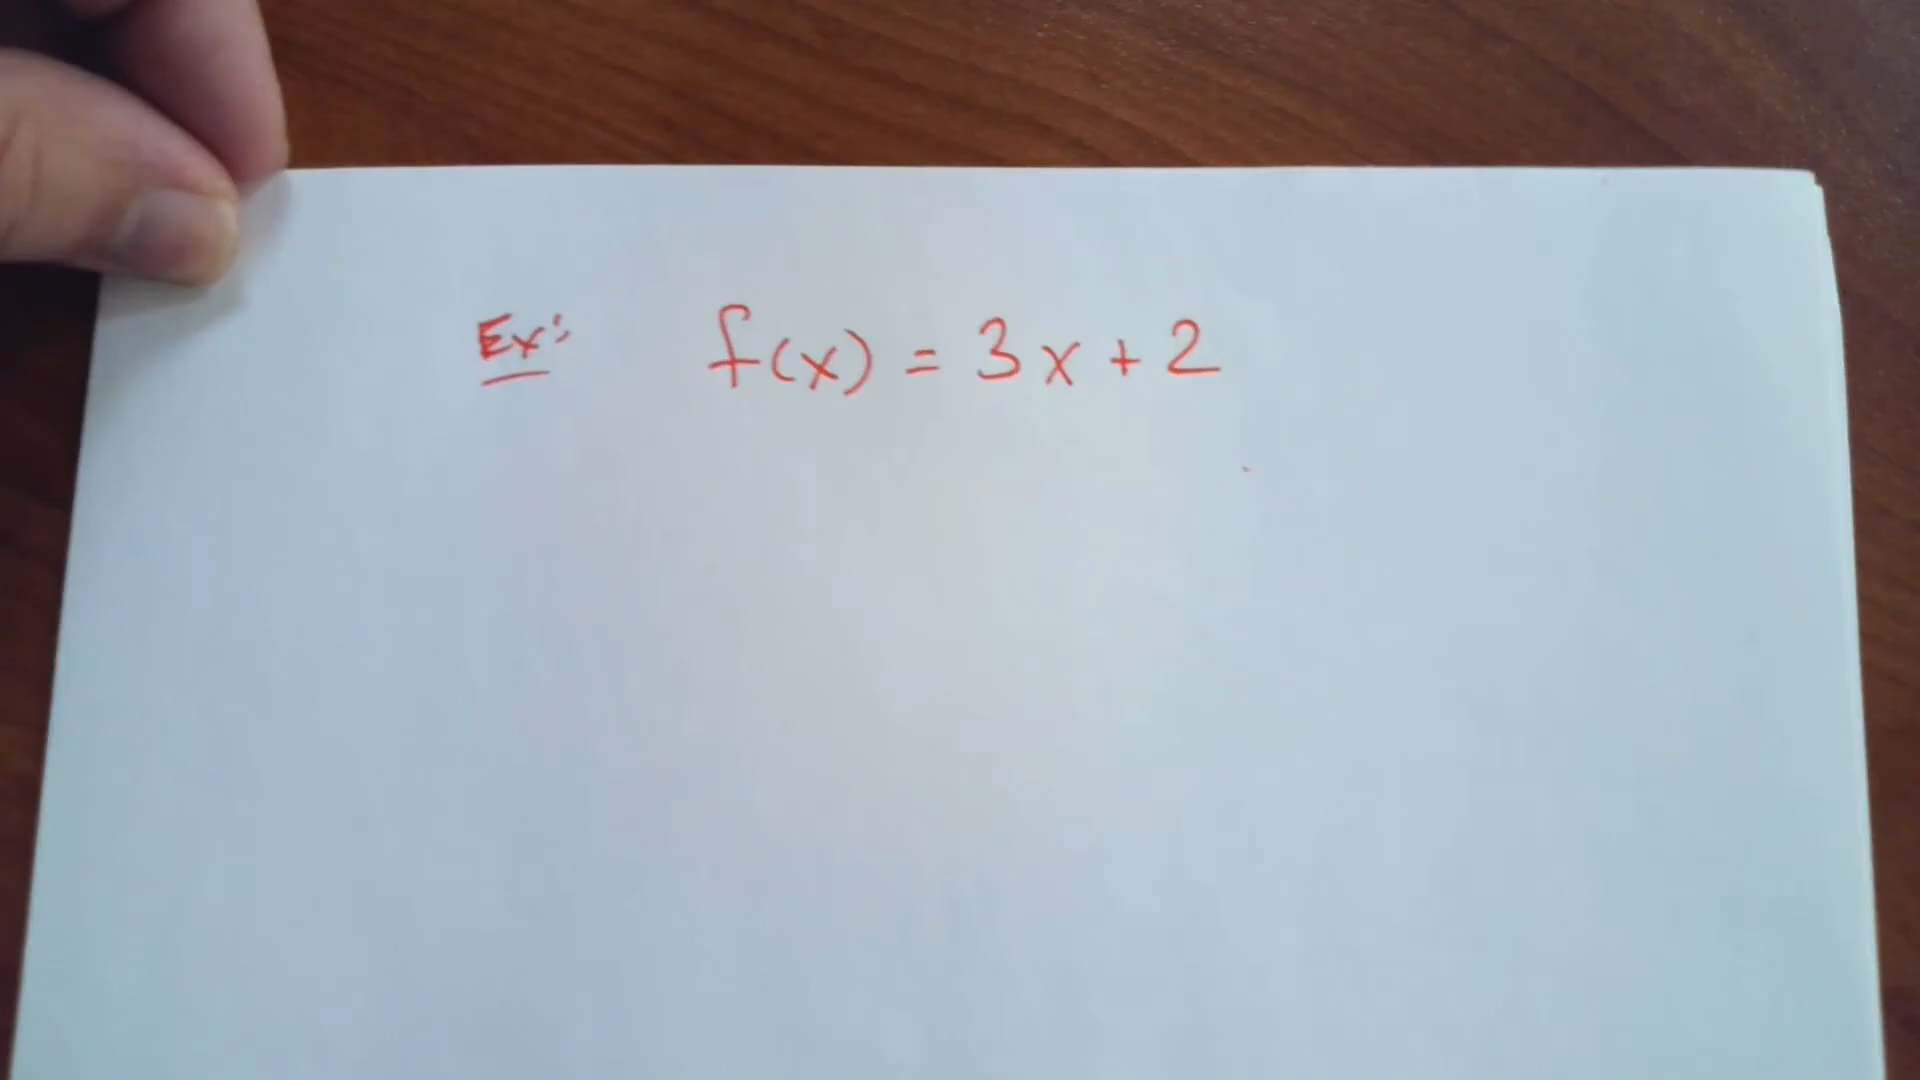 Ex: f(x) = 3x + 2